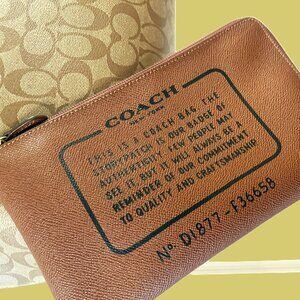 COACH
NEW YORK
THIS IS A COACH BAG. THE
STORYPATCH IS OUR BADGE OF
AUTHENTICITY. FEW PEOPLE MAY
SEE IT, BUT IT WILL ALWAYS BE A
REMINDER OF OUR COMMITMENT
TO QUALITY AND CRAFTSMANSHIP
Nº D1877-F36658